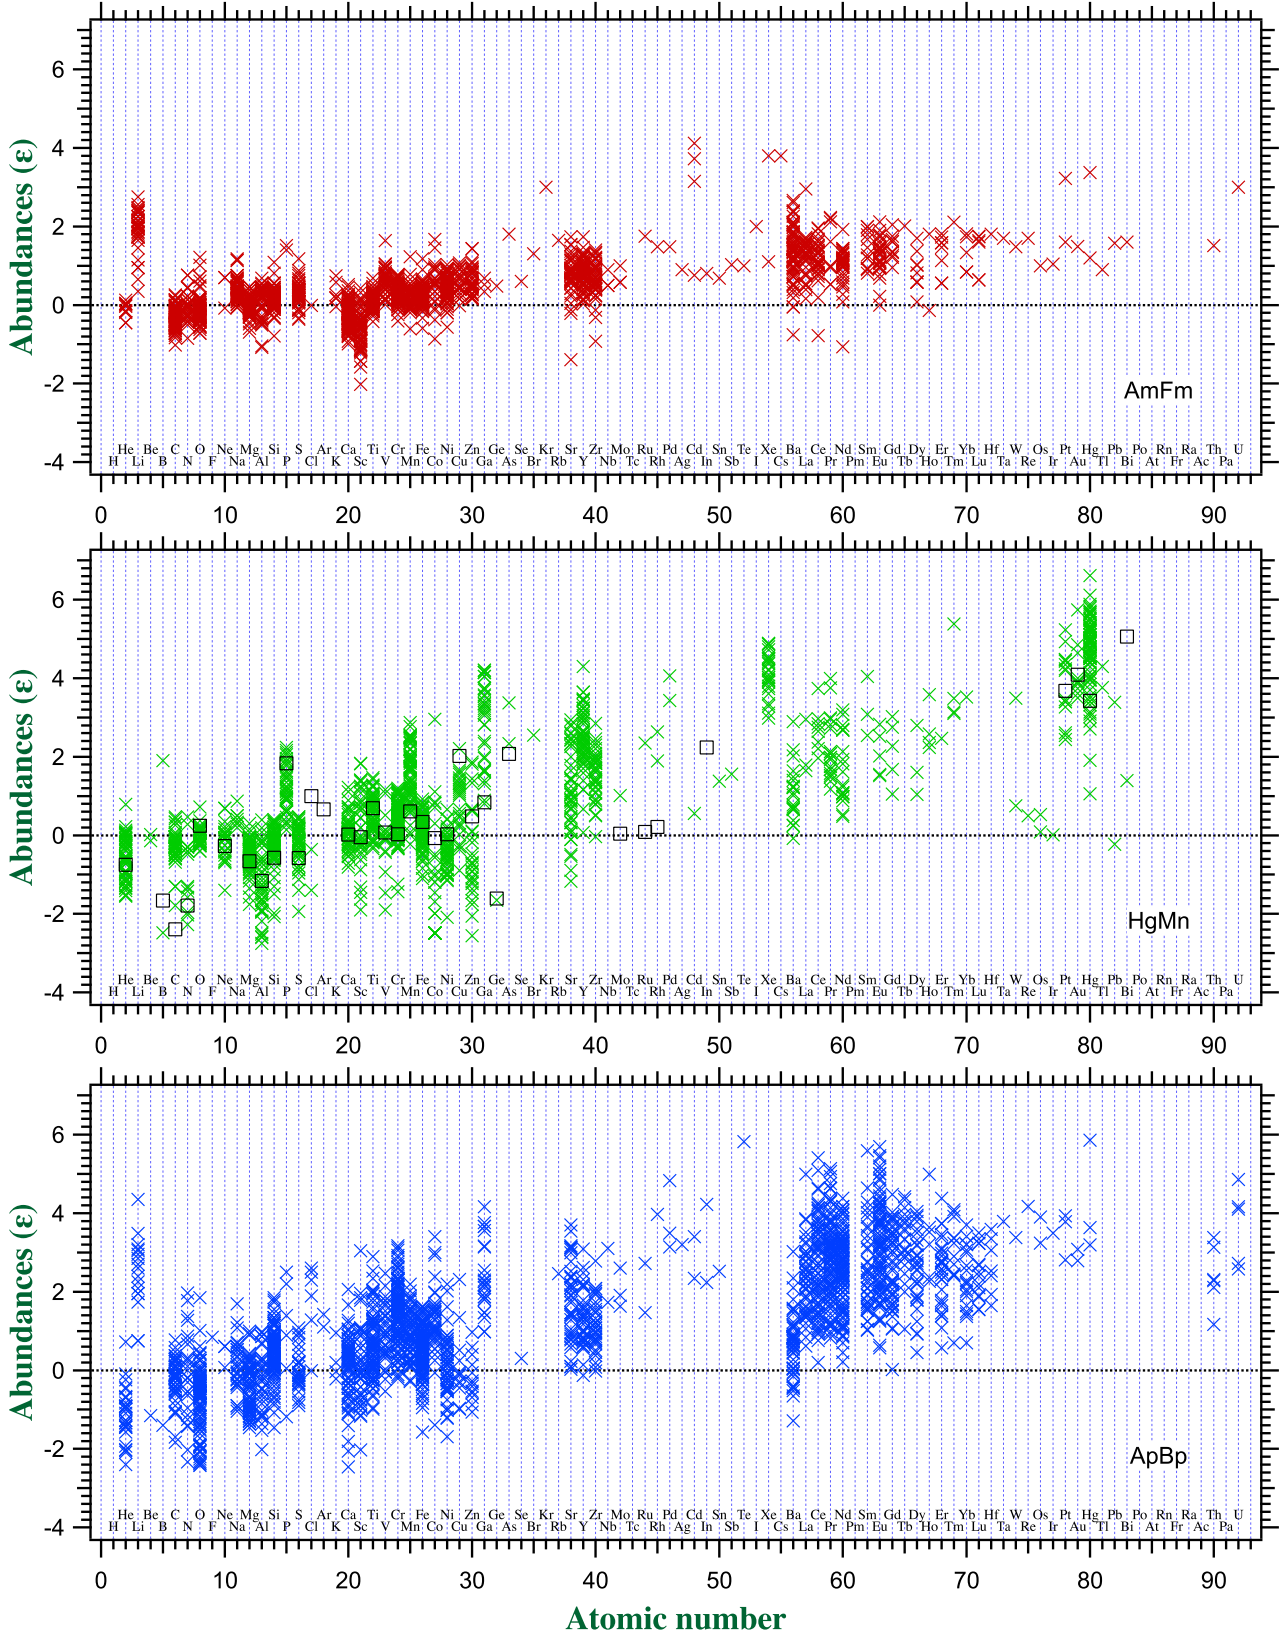 Abundances (ε)
6
4
2
0
-2
-4
AmFm
He Be C O Ne Mg Si S Ar Ca Ti Cr Fe Ni Zn Ge Se Kr Sr Zr Mo Ru Pd Cd Sn Te Xe Ba Ce Nd Sm Gd Dy Er Yb Hf W Os Pt Hg Pb Po Rn Ra Th U
H Li B N F Na Al P Cl K Sc V Mn Co Cu Ga As Br Rb Y Nb Tc Rh Ag In Sb I Cs La Pr Pm Eu Tb Ho Tm Lu Ta Re Ir Au Tl Bi At Fr Ac Pa
0 10 20 30 40 50 60 70 80 90
Abundances (ε)
6
4
2
0
-2
-4
HgMn
He Be C O Ne Mg Si S Ar Ca Ti Cr Fe Ni Zn Ge Se Kr Sr Zr Mo Ru Pd Cd Sn Te Xe Ba Ce Nd Sm Gd Dy Er Yb Hf W Os Pt Hg Pb Po Rn Ra Th U
H Li B N F Na Al P Cl K Sc V Mn Co Cu Ga As Br Rb Y Nb Tc Rh Ag In Sb I Cs La Pr Pm Eu Tb Ho Tm Lu Ta Re Ir Au Tl Bi At Fr Ac Pa
0 10 20 30 40 50 60 70 80 90
Abundances (ε)
6
4
2
0
-2
-4
ApBp
He Be C O Ne Mg Si S Ar Ca Ti Cr Fe Ni Zn Ge Se Kr Sr Zr Mo Ru Pd Cd Sn Te Xe Ba Ce Nd Sm Gd Dy Er Yb Hf W Os Pt Hg Pb Po Rn Ra Th U
H Li B N F Na Al P Cl K Sc V Mn Co Cu Ga As Br Rb Y Nb Tc Rh Ag In Sb I Cs La Pr Pm Eu Tb Ho Tm Lu Ta Re Ir Au Tl Bi At Fr Ac Pa
0 10 20 30 40 50 60 70 80 90
Atomic number